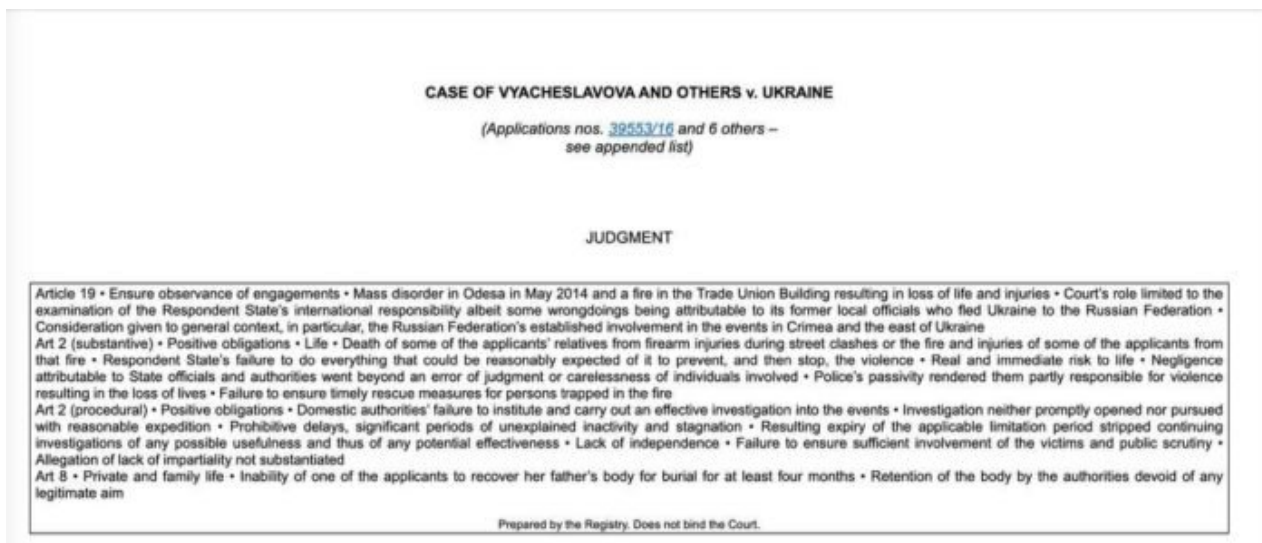 CASE OF VYACHESLAVOVA AND OTHERS v. UKRAINE
(Applications nos. 39553/16 and 6 others –
see appended list)
JUDGMENT
Article 19 • Ensure observance of engagements • Mass disorder in Odesa in May 2014 and a fire in the Trade Union Building resulting in loss of life and injuries • Court's role limited to the
examination of the Respondent State's international responsibility albeit some wrongdoings being attributable to its former local officials who fled Ukraine to the Russian Federation •
Consideration given to general context, in particular, the Russian Federation's established involvement in the events in Crimea and the east of Ukraine
Art 2 (substantive) • Positive obligations • Life • Death of some of the applicants' relatives from firearm injuries during street clashes or the fire and injuries of some of the applicants from
that fire • Respondent State's failure to do everything that could be reasonably expected of it to prevent, and then stop, the violence • Real and immediate risk to life • Negligence
attributable to State officials and authorities went beyond an error of judgment or carelessness of individuals involved • Police's passivity rendered them partly responsible for violence
resulting in the loss of lives • Failure to ensure timely rescue measures for persons trapped in the fire
Art 2 (procedural) • Positive obligations • Domestic authorities' failure to institute and carry out an effective investigation into the events • Investigation neither promptly opened nor pursued
with reasonable expedition • Prohibitive delays, significant periods of unexplained inactivity and stagnation • Resulting expiry of the applicable limitation period stripped continuing
investigations of any possible usefulness and thus of any potential effectiveness • Lack of independence • Failure to ensure sufficient involvement of the victims and public scrutiny •
Allegation of lack of impartiality not substantiated
Art 8 • Private and family life • Inability of one of the applicants to recover her father's body for burial for at least four months • Retention of the body by the authorities devoid of any
legitimate aim
Prepared by the Registry. Does not bind the Court.